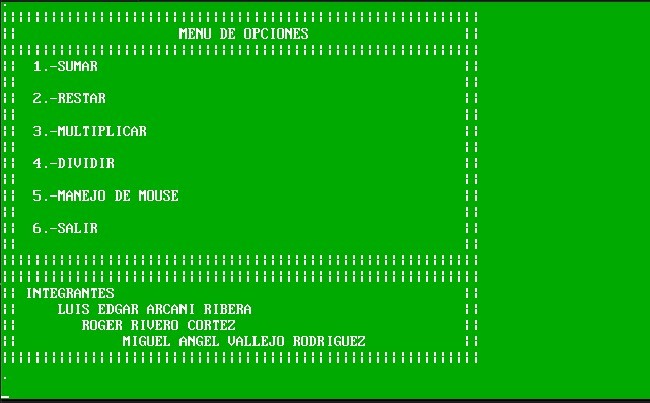 MENU DE OPCIONES
1.-SUMAR
2.-RESTAR
3.-MULTIPLICAR
4.-DIVIDIR
5.-MANEJO DE MOUSE
6.-SALIR
INTEGRANTES
LUIS EDGAR ARCANI RIBERA
ROGER RIVERO CORTEZ
MIGUEL ANGEL VALLEJO RODRIGUEZ